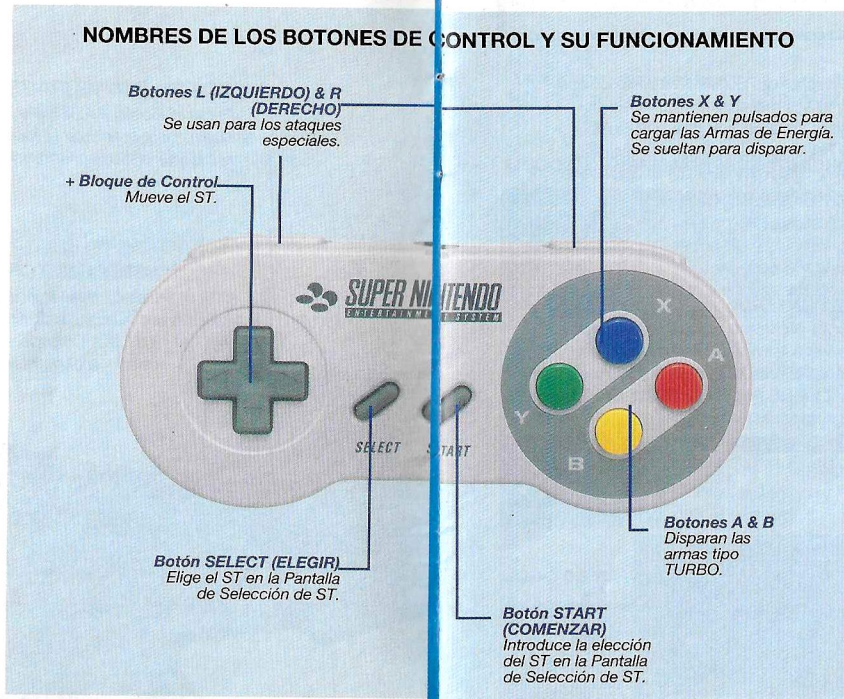 NOMBRES DE LOS BOTONES DE CONTROL Y SU FUNCIONAMIENTO
Botones L (IZQUIERDO) & R
(DERECHO)
Se usan para los ataques
especiales.
+ Bloque de Control
Mueve el ST.
Botones X & Y
Se mantienen pulsados para
cargar las Armas de Energía.
Se sueltan para disparar.
SUPER NINTENDO
ENTERTAINMENT SYSTEM
X
A
Y
B
SELECT
START
Botón SELECT (ELEGIR)
Elige el ST en la Pantalla
de Selección de ST.
Botones A & B
Disparan las
armas tipo
TURBO.
Botón START
(COMENZAR)
Introduce la elección
del ST en la Pantalla
de Selección de ST.